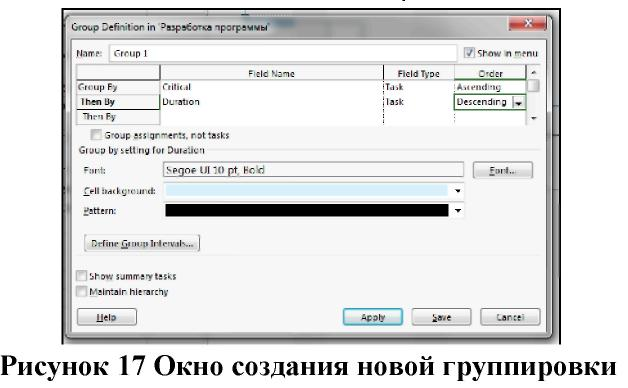 Group Definition in 'Разработка программы'
Name: Group 1 Show in menu
Field Name Field Type Order
Group By Critical Task Ascending
Then By Duration Task Descending
Then By
Group assignments, not tasks
Group by setting for Duration
Font: Segoe UI 10 pt, Bold Font...
Cell background:
Pattern:
Define Group Intervals...
Show summary tasks
Maintain hierarchy
Help Apply Save Cancel
Рисунок 17 Окно создания новой группировки